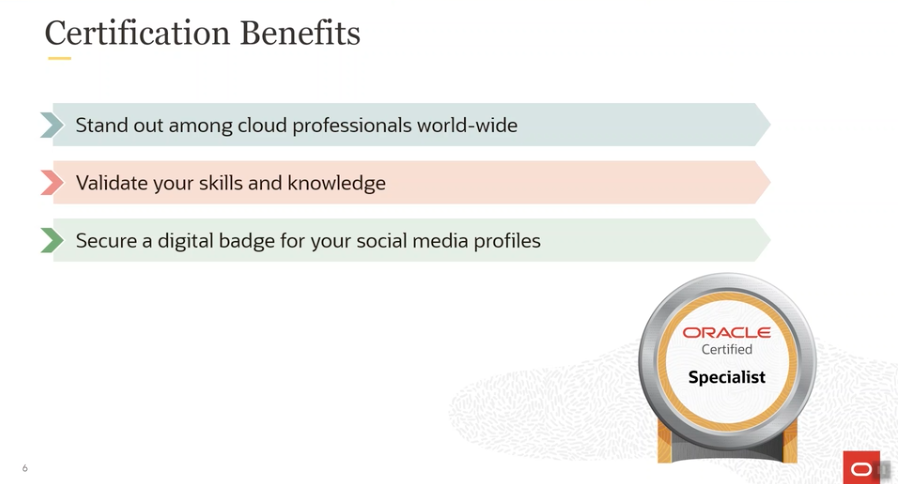 Certification Benefits
Stand out among cloud professionals world-wide
Validate your skills and knowledge
Secure a digital badge for your social media profiles
ORACLE
Certified
Specialist
6